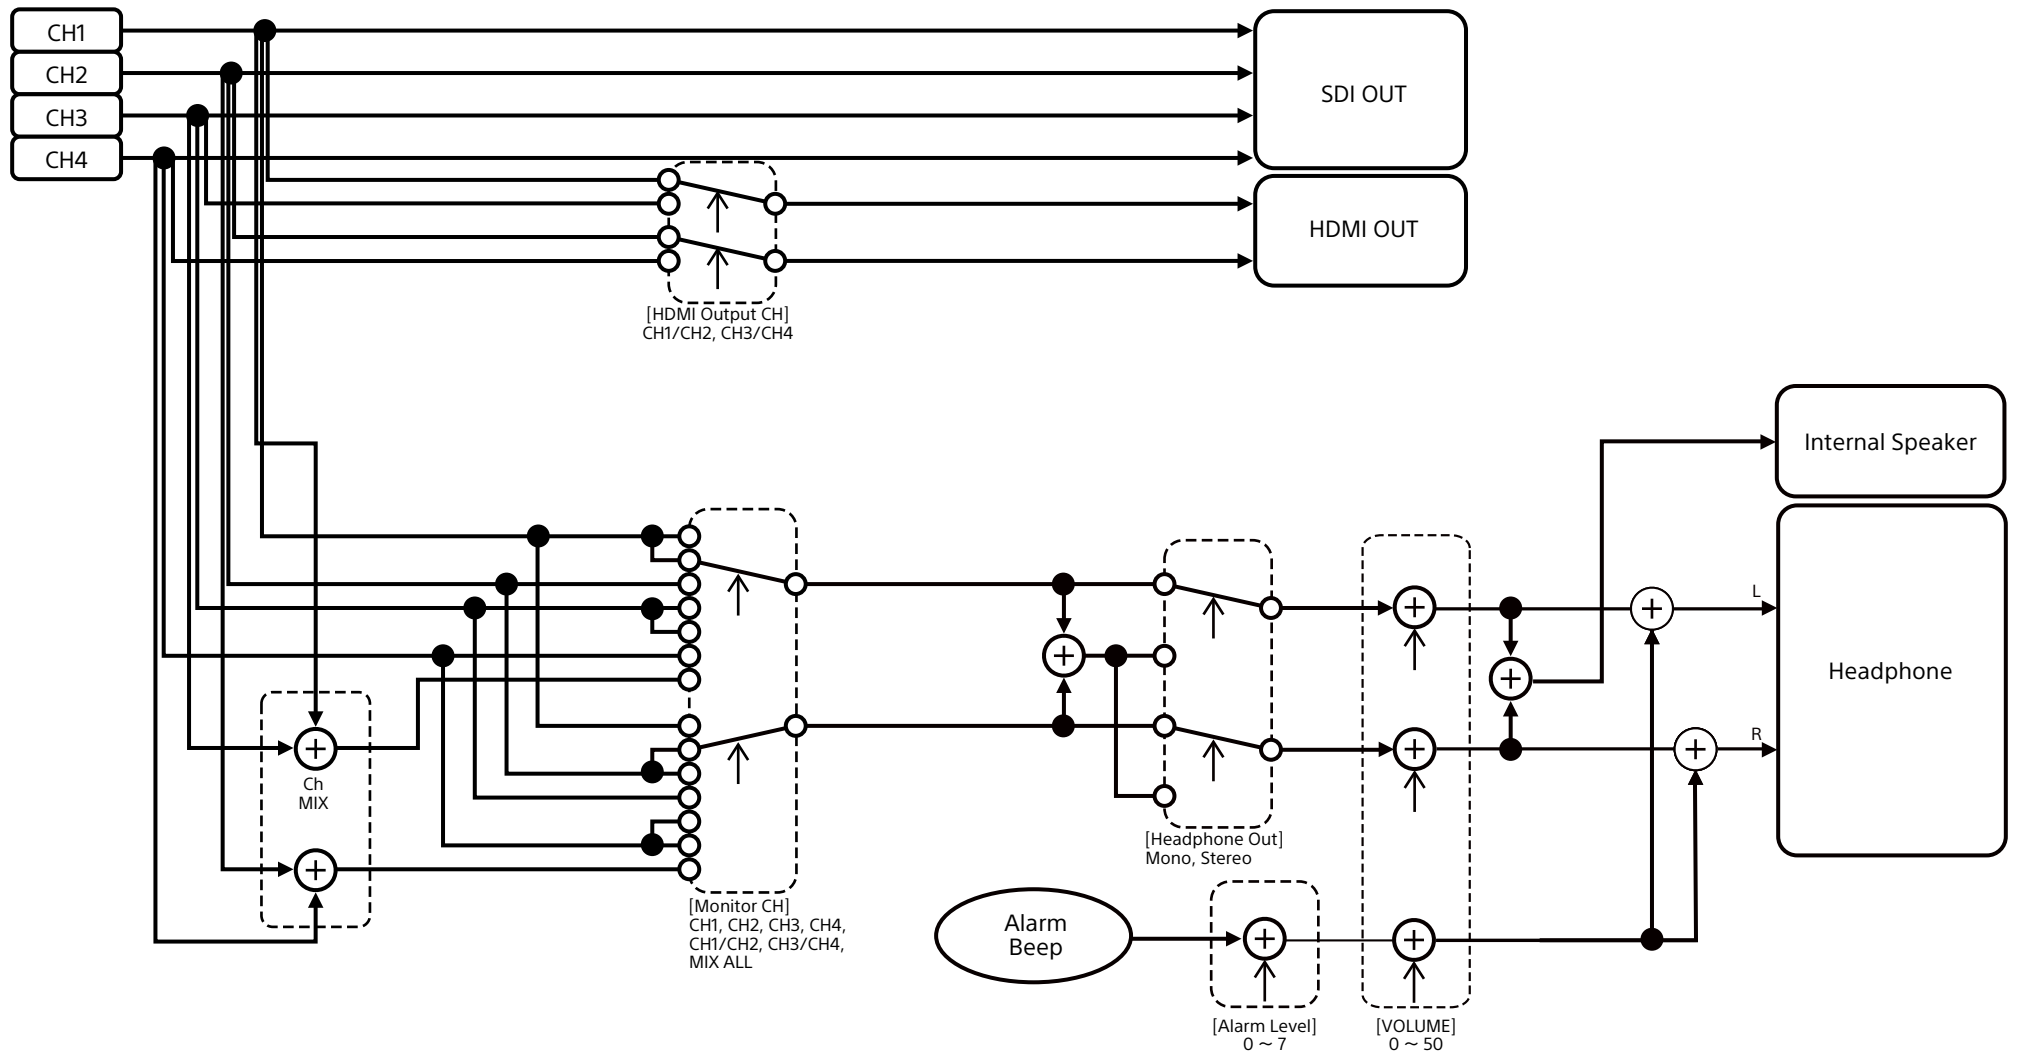 CH1
CH2
CH3
CH4
SDI OUT
HDMI OUT
[HDMI Output CH]
CH1/CH2, CH3/CH4
Internal Speaker
Headphone
L
R
Ch
MIX
[Monitor CH]
CH1, CH2, CH3, CH4,
CH1/CH2, CH3/CH4,
MIX ALL
[Headphone Out]
Mono, Stereo
Alarm
Beep
[Alarm Level]
0 ~ 7
[VOLUME]
0 ~ 50